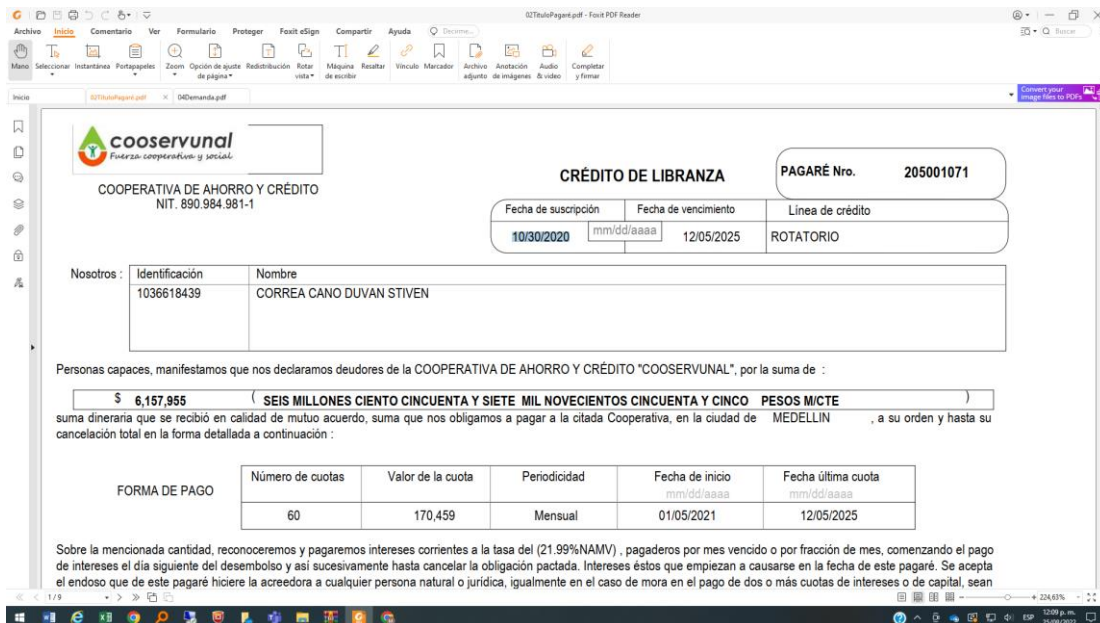 02TituloPagaré.pdf - Foxit PDF Reader
Archivo Inicio Comentario Ver Formulario Proteger Foxit eSign Compartir Ayuda Decirme... Buscar
Mano Seleccionar Instantánea Portapapeles Zoom Opción de ajuste de página Redistribución Rotar vista Máquina de escribir Resaltar Vínculo Marcador Archivo adjunto Anotación de imágenes Audio & video Completar y firmar
Inicio 02TituloPagaré.pdf 04Demanda.pdf
Convert your
image files to PDFs
cooservunal
Fuerza cooperativa y social
COOPERATIVA DE AHORRO Y CRÉDITO
NIT. 890.984.981-1
CRÉDITO DE LIBRANZA
PAGARÉ Nro. 205001071
Fecha de suscripción Fecha de vencimiento Línea de crédito
10/30/2020 mm/dd/aaaa 12/05/2025 ROTATORIO
Nosotros : Identificación Nombre
1036618439 CORREA CANO DUVAN STIVEN
Personas capaces, manifestamos que nos declaramos deudores de la COOPERATIVA DE AHORRO Y CRÉDITO "COOSERVUNAL", por la suma de :
$ 6,157,955 ( SEIS MILLONES CIENTO CINCUENTA Y SIETE MIL NOVECIENTOS CINCUENTA Y CINCO PESOS M/CTE )
suma dineraria que se recibió en calidad de mutuo acuerdo, suma que nos obligamos a pagar a la citada Cooperativa, en la ciudad de MEDELLIN , a su orden y hasta su
cancelación total en la forma detallada a continuación :
FORMA DE PAGO
Número de cuotas Valor de la cuota Periodicidad Fecha de inicio Fecha última cuota
mm/dd/aaaa mm/dd/aaaa
60 170,459 Mensual 01/05/2021 12/05/2025
Sobre la mencionada cantidad, reconoceremos y pagaremos intereses corrientes a la tasa del (21.99%NAMV) , pagaderos por mes vencido o por fracción de mes, comenzando el pago
de intereses el día siguiente del desembolso y así sucesivamente hasta cancelar la obligación pactada. Intereses éstos que empiezan a causarse en la fecha de este pagaré. Se acepta
el endoso que de este pagaré hiciere la acreedora a cualquier persona natural o jurídica, igualmente en el caso de mora en el pago de dos o más cuotas de intereses o de capital, sean
1/9 224,63%
ESP 12:09 p. m.
25/08/2022